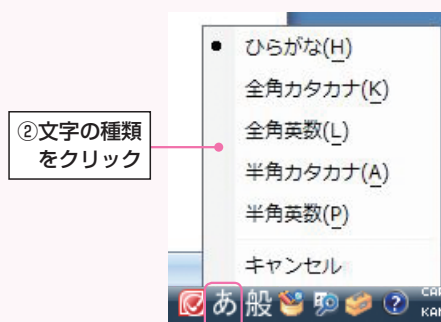 ひらがな(H)
全角カタカナ(K)
全角英数(L)
半角カタカナ(A)
半角英数(P)
キャンセル
②文字の種類
をクリック
あ 般 ?